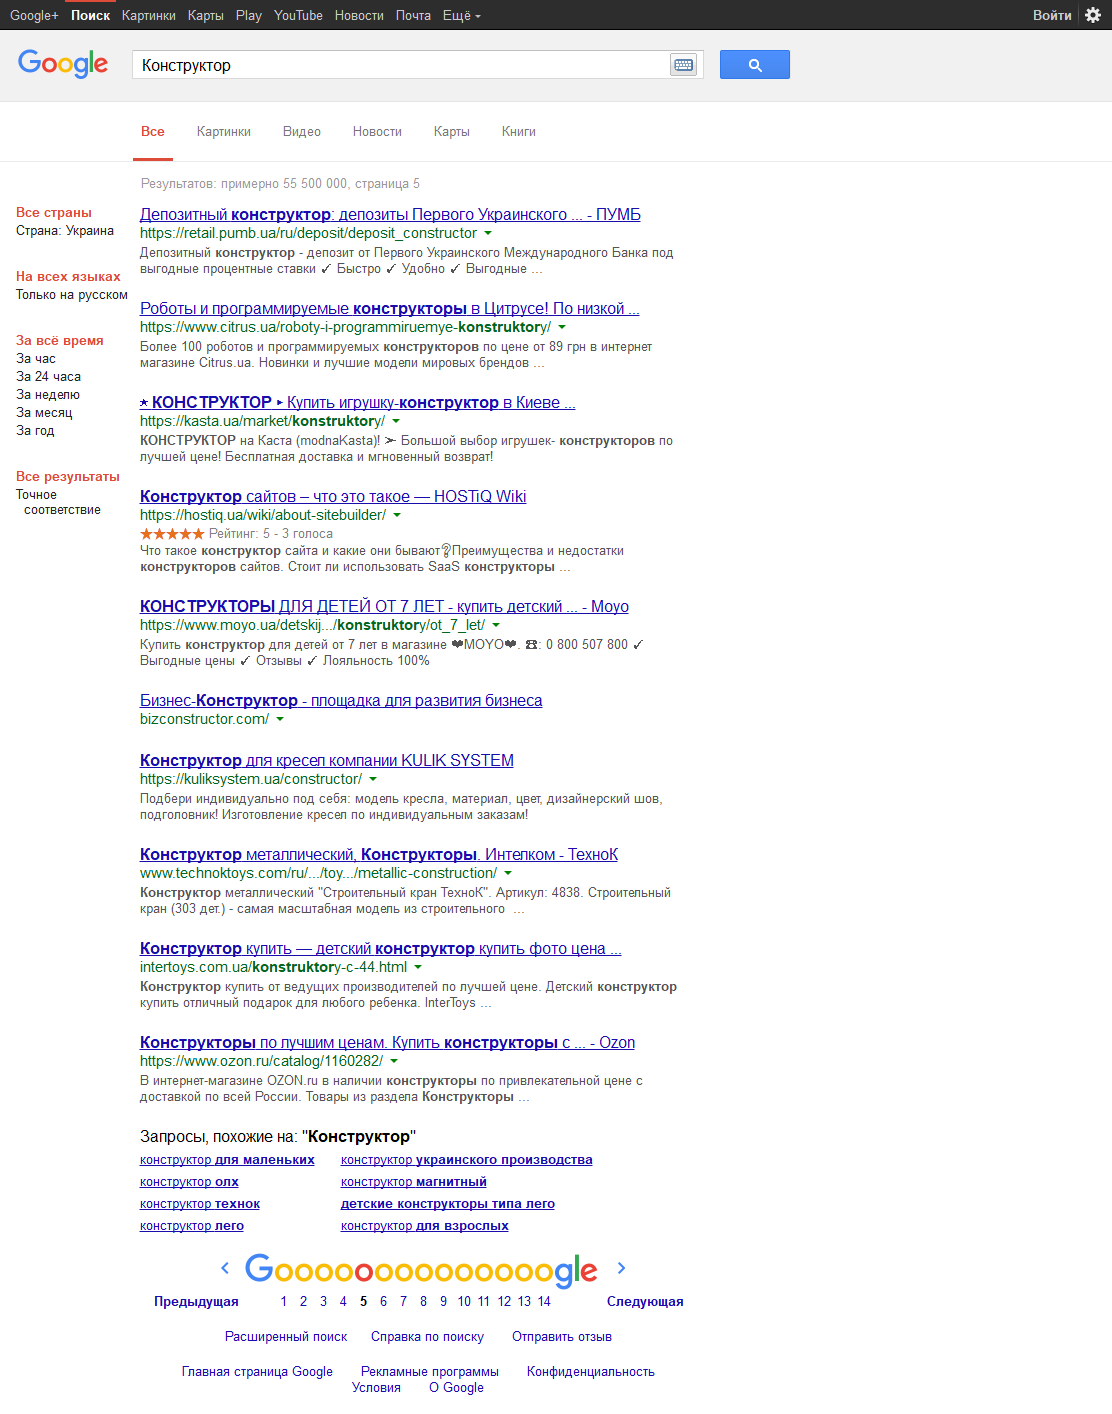 Google+ Поиск Картинки Карты Play YouTube Новости Почта Ещё Войти
Google Конструктор
Все Картинки Видео Новости Карты Книги
Результатов: примерно 55 500 000, страница 5
Все страны
Страна: Украина
На всех языках
Только на русском
За всё время
За час
За 24 часа
За неделю
За месяц
За год
Все результаты
Точное
соответствие
Депозитный конструктор: депозиты Первого Украинского ... - ПУМБ
https://retail.pumb.ua/ru/deposit/deposit_constructor
Депозитный конструктор - депозит от Первого Украинского Международного Банка под
выгодные процентные ставки ✓ Быстро ✓ Удобно ✓ Выгодные ...
Роботы и программируемые конструкторы в Цитрусе! По низкой ...
https://www.citrus.ua/roboty-i-programmiruemye-konstruktory/
Более 100 роботов и программируемых конструкторов по цене от 89 грн в интернет
магазине Citrus.ua. Новинки и лучшие модели мировых брендов ...
⋆ КОНСТРУКТОР ‣ Купить игрушку-конструктор в Киеве ...
https://kasta.ua/market/konstruktory/
КОНСТРУКТОР на Каста (modnaKasta)! ➣ Большой выбор игрушек- конструкторов по
лучшей цене! Бесплатная доставка и мгновенный возврат!
Конструктор сайтов – что это такое — HOSTiQ Wiki
https://hostiq.ua/wiki/about-sitebuilder/
★★★★★ Рейтинг: 5 - 3 голоса
Что такое конструктор сайта и какие они бывают❔Преимущества и недостатки
конструкторов сайтов. Стоит ли использовать SaaS конструкторы ...
КОНСТРУКТОРЫ ДЛЯ ДЕТЕЙ ОТ 7 ЛЕТ - купить детский ... - Moyo
https://www.moyo.ua/detskij.../konstruktory/ot_7_let/
Купить конструктор для детей от 7 лет в магазине ❤MOYO❤. ☎: 0 800 507 800 ✓
Выгодные цены ✓ Отзывы ✓ Лояльность 100%
Бизнес-Конструктор - площадка для развития бизнеса
bizconstructor.com/
Конструктор для кресел компании KULIK SYSTEM
https://kuliksystem.ua/constructor/
Подбери индивидуально под себя: модель кресла, материал, цвет, дизайнерский шов,
подголовник! Изготовление кресел по индивидуальным заказам!
Конструктор металлический, Конструкторы. Интелком - ТехноК
www.technoktoys.com/ru/.../toy.../metallic-construction/
Конструктор металлический "Строительный кран ТехноК". Артикул: 4838. Строительный
кран (303 дет.) - самая масштабная модель из строительного ...
Конструктор купить — детский конструктор купить фото цена ...
intertoys.com.ua/konstruktory-c-44.html
Конструктор купить от ведущих производителей по лучшей цене. Детский конструктор
купить отличный подарок для любого ребенка. InterToys ...
Конструкторы по лучшим ценам. Купить конструкторы с ... - Ozon
https://www.ozon.ru/catalog/1160282/
В интернет-магазине OZON.ru в наличии конструкторы по привлекательной цене с
доставкой по всей России. Товары из раздела Конструкторы ...
Запросы, похожие на: "Конструктор"
конструктор для маленьких конструктор украинского производства
конструктор олх конструктор магнитный
конструктор технок детские конструкторы типа лего
конструктор лего конструктор для взрослых
Goooooooooooooogle
Предыдущая 1 2 3 4 5 6 7 8 9 10 11 12 13 14 Следующая
Расширенный поиск Справка по поиску Отправить отзыв
Главная страница Google Рекламные программы Конфиденциальность
Условия О Google